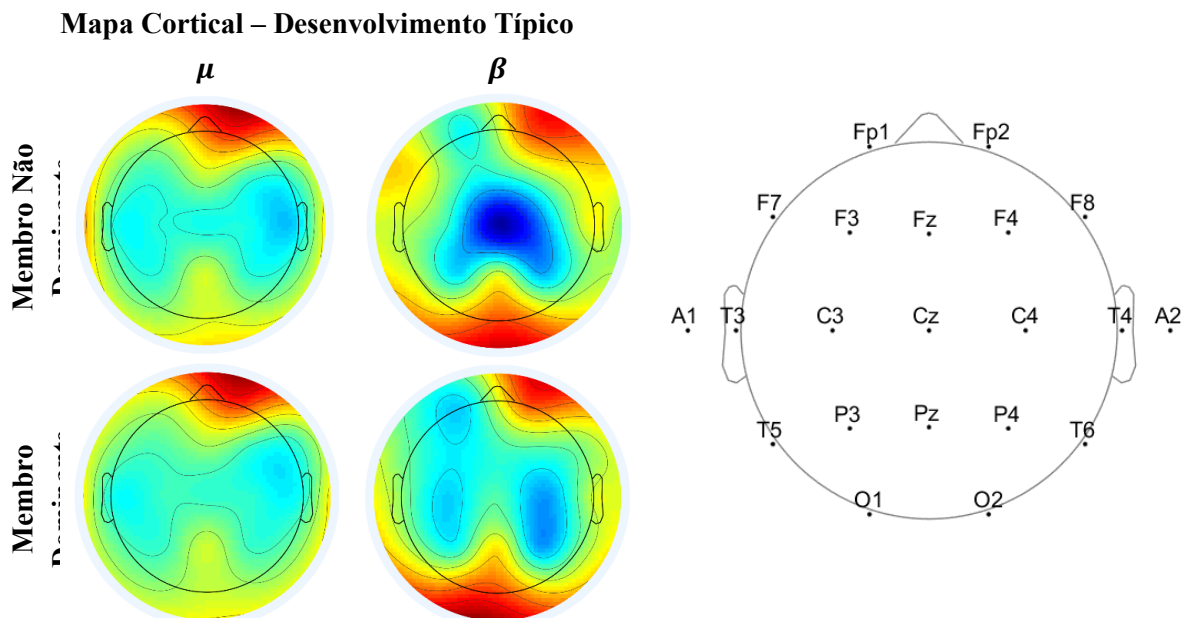 Mapa Cortical – Desenvolvimento Típico
μ β
Membro Não
Membro
Fp1 Fp2
F7 F8
F3 Fz F4
A1 T3 C3 Cz C4 T4 A2
P3 Pz P4
T5 T6
O1 O2